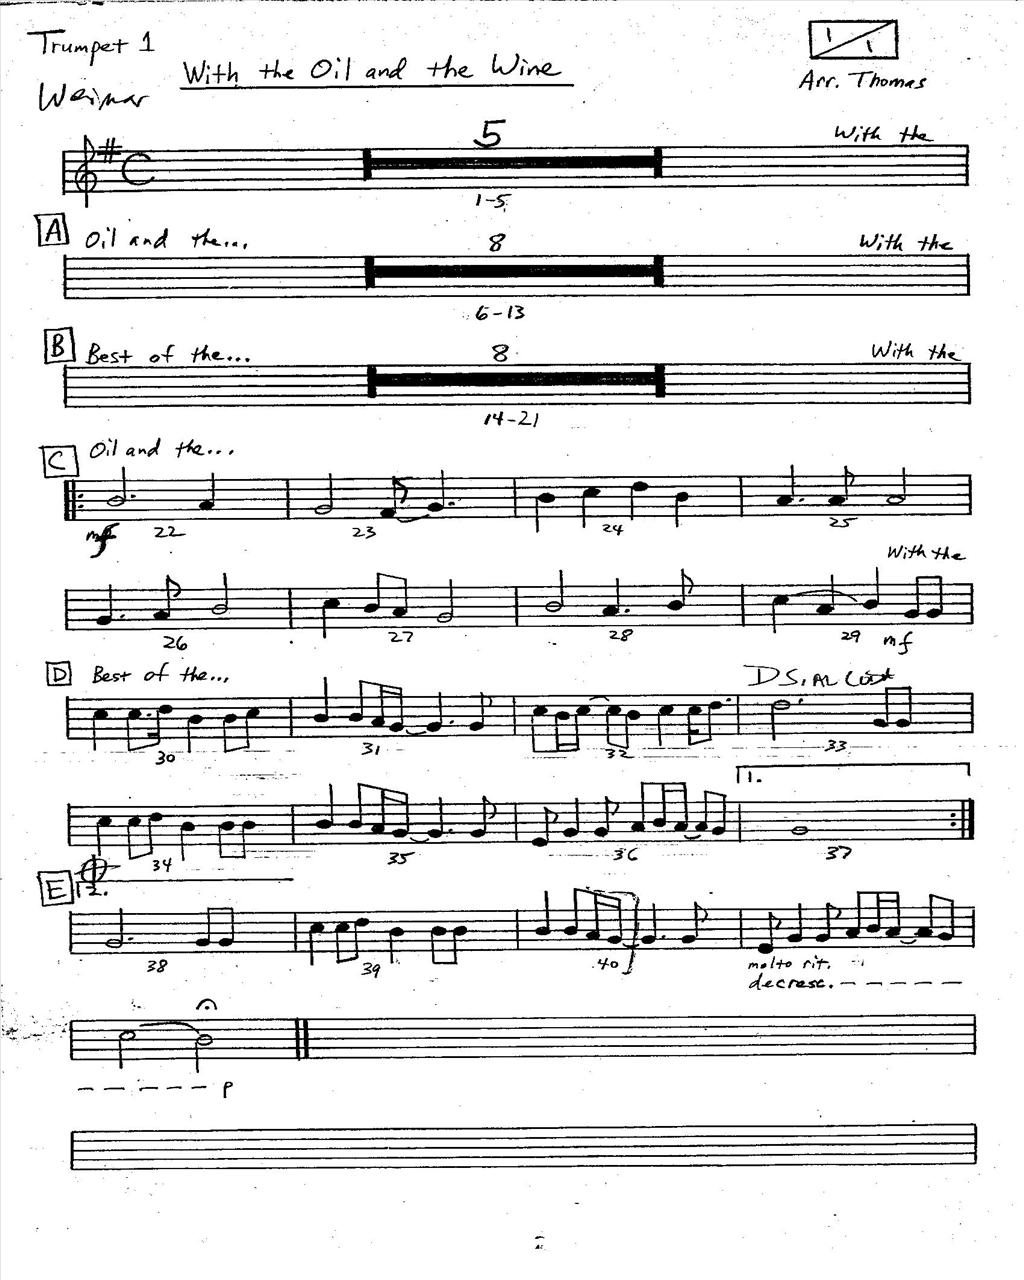 Trumpet 1
1/1
With the Oil and the Wine
Arr. Thomas
Weimar
5
With the
1-5
A Oil and the... 8 With the
6-13
B Best of the... 8 With the
14-21
C Oil and the...
mf 22 23 24 25
With the
26 27 28 29 mf
D Best of the... D.S. AL CODA
30 31 32 33
1.
34 35 36 37
E 2.
38 39 40 molto rit.
decresc. - - - - -
- - - - - p